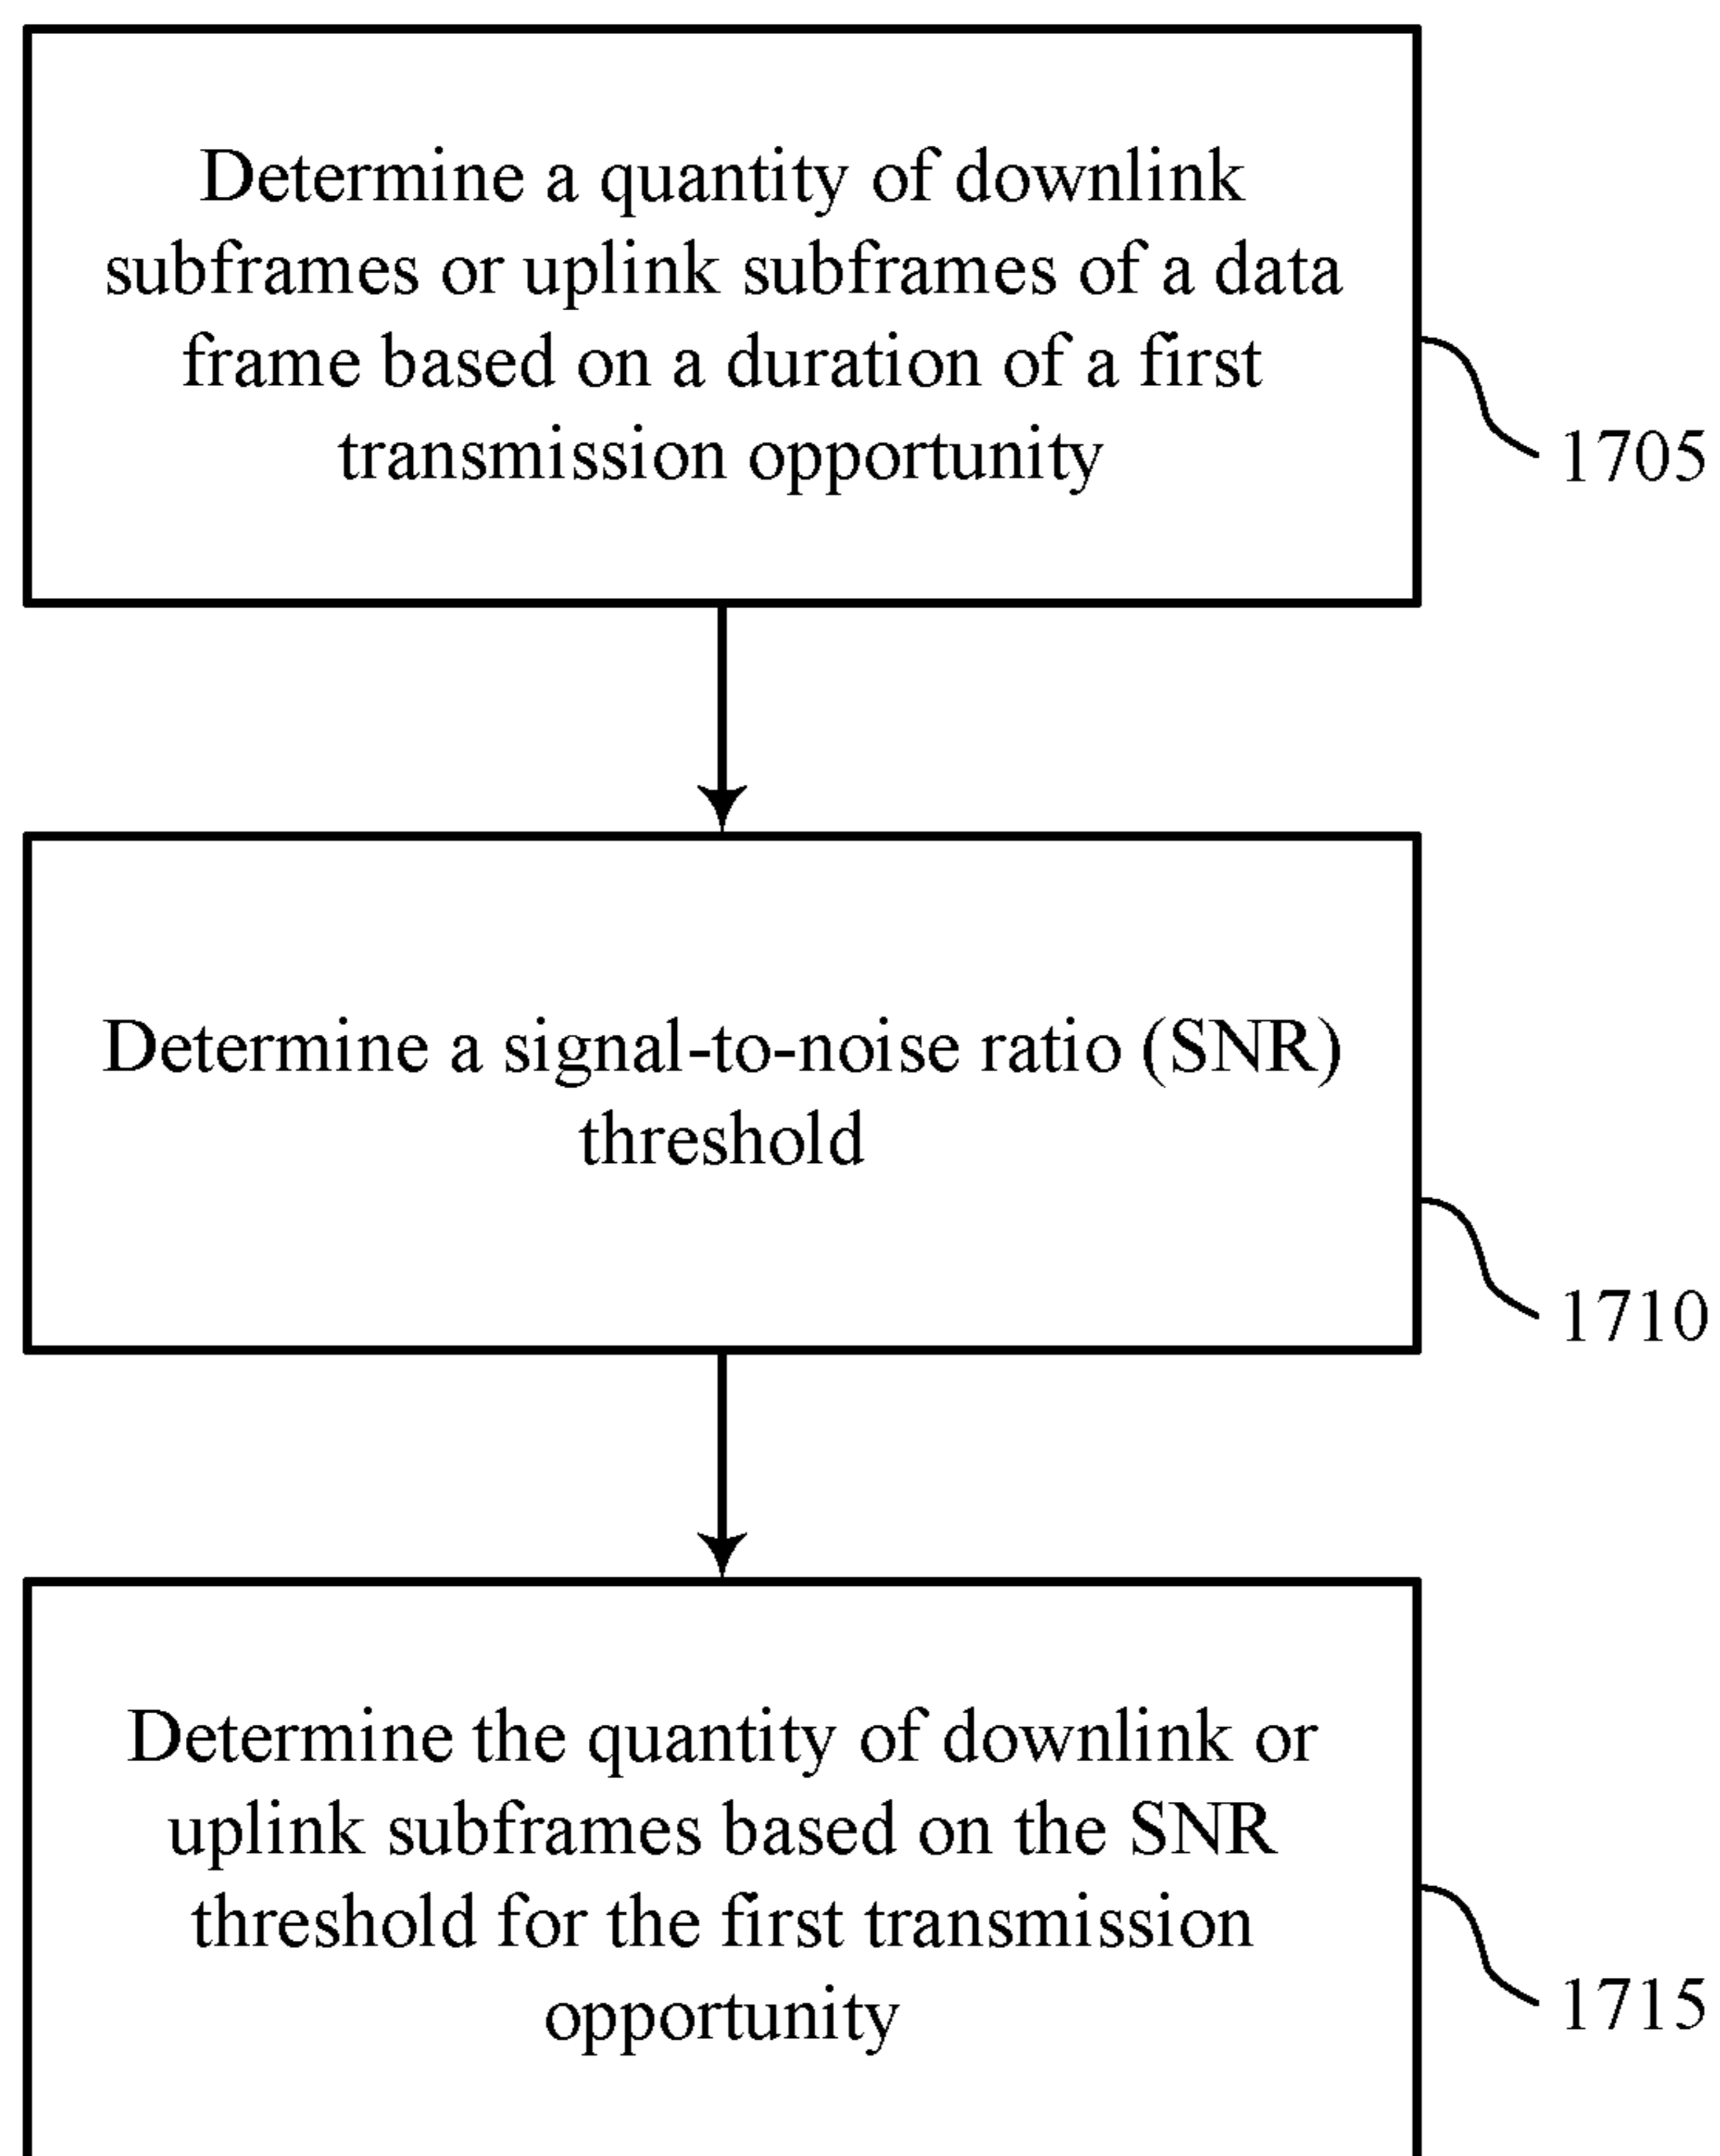 Determine a quantity of downlink
subframes or uplink subframes of a data
frame based on a duration of a first
transmission opportunity
1705
Determine a signal-to-noise ratio (SNR)
threshold
1710
Determine the quantity of downlink or
uplink subframes based on the SNR
threshold for the first transmission
opportunity
1715